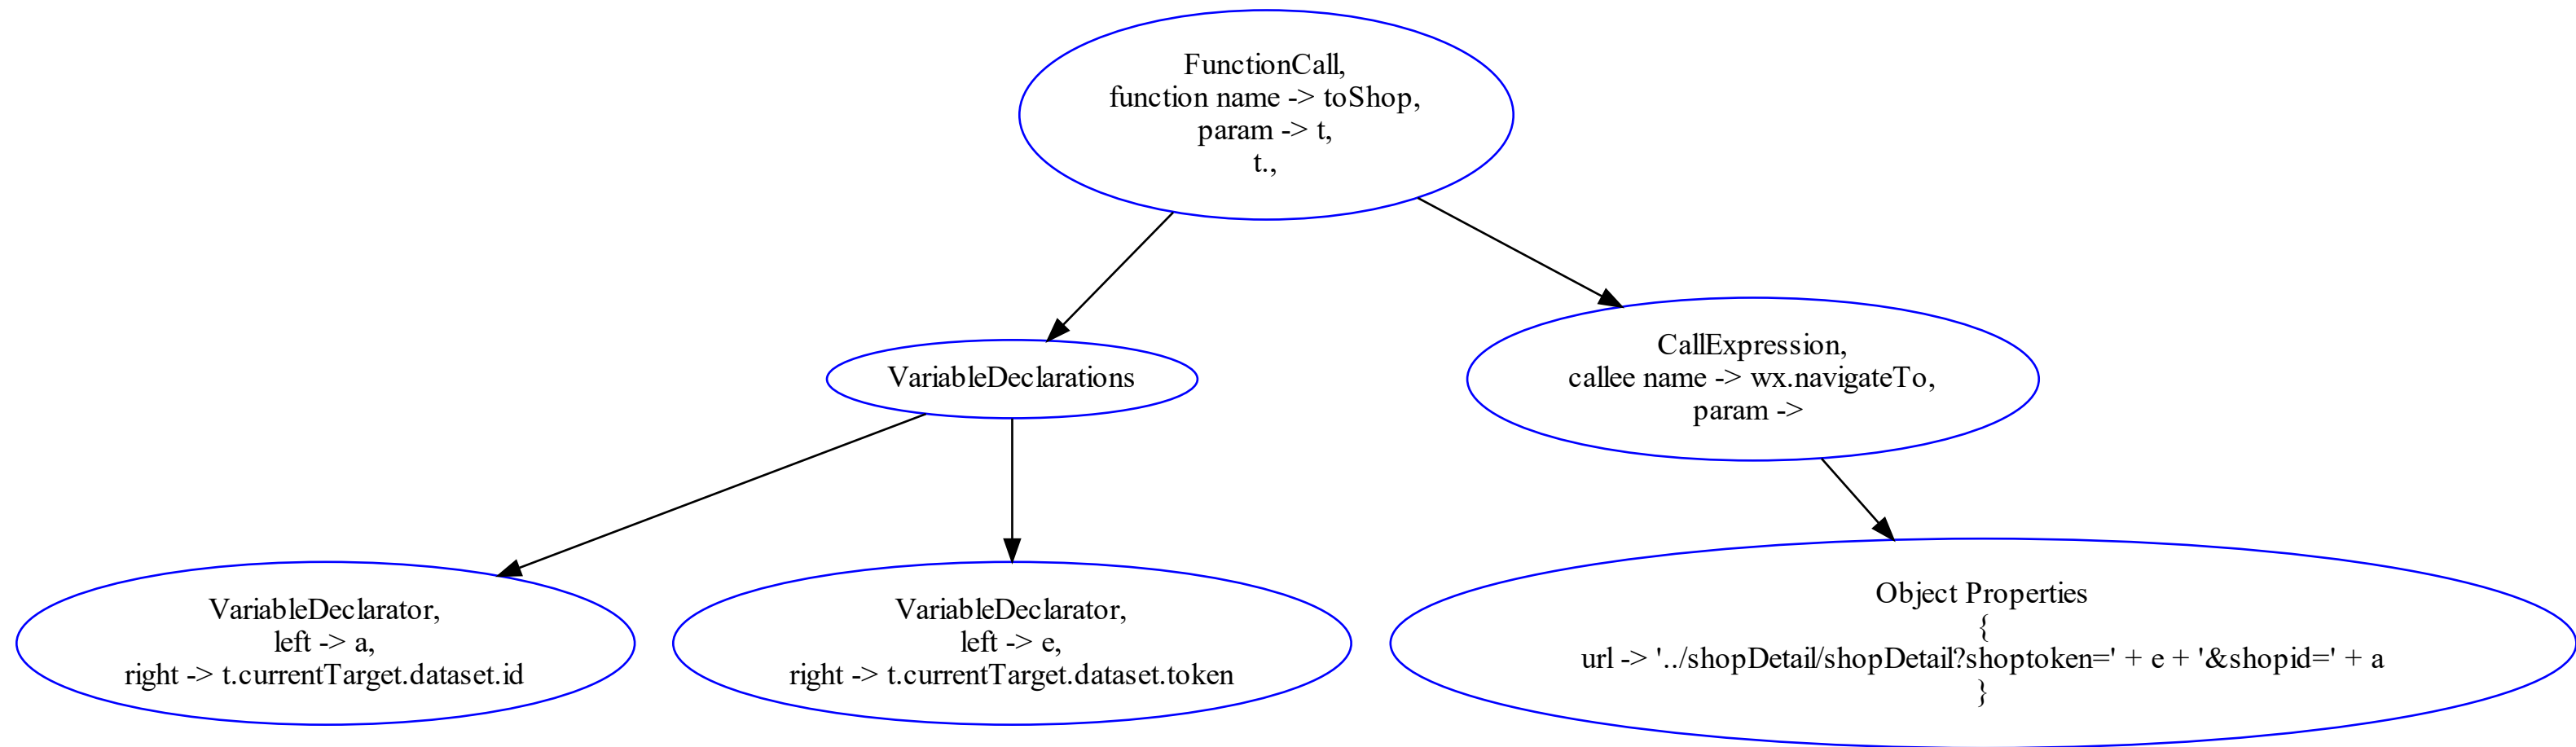 FunctionCall,
function name -> toShop,
param -> t,
t.,
VariableDeclarations
CallExpression,
callee name -> wx.navigateTo,
param ->
VariableDeclarator,
left -> a,
right -> t.currentTarget.dataset.id
VariableDeclarator,
left -> e,
right -> t.currentTarget.dataset.token
Object Properties
{
url -> '../shopDetail/shopDetail?shoptoken=' + e + '&shopid=' + a
}